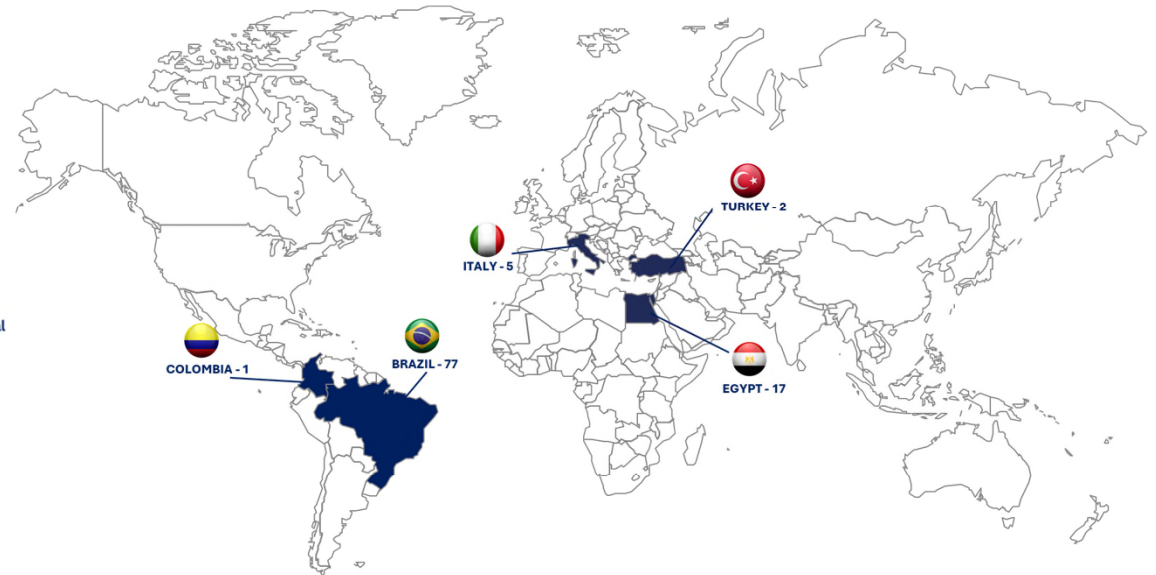 TURKEY - 2
ITALY - 5
COLOMBIA - 1
BRAZIL - 77
EGYPT - 17